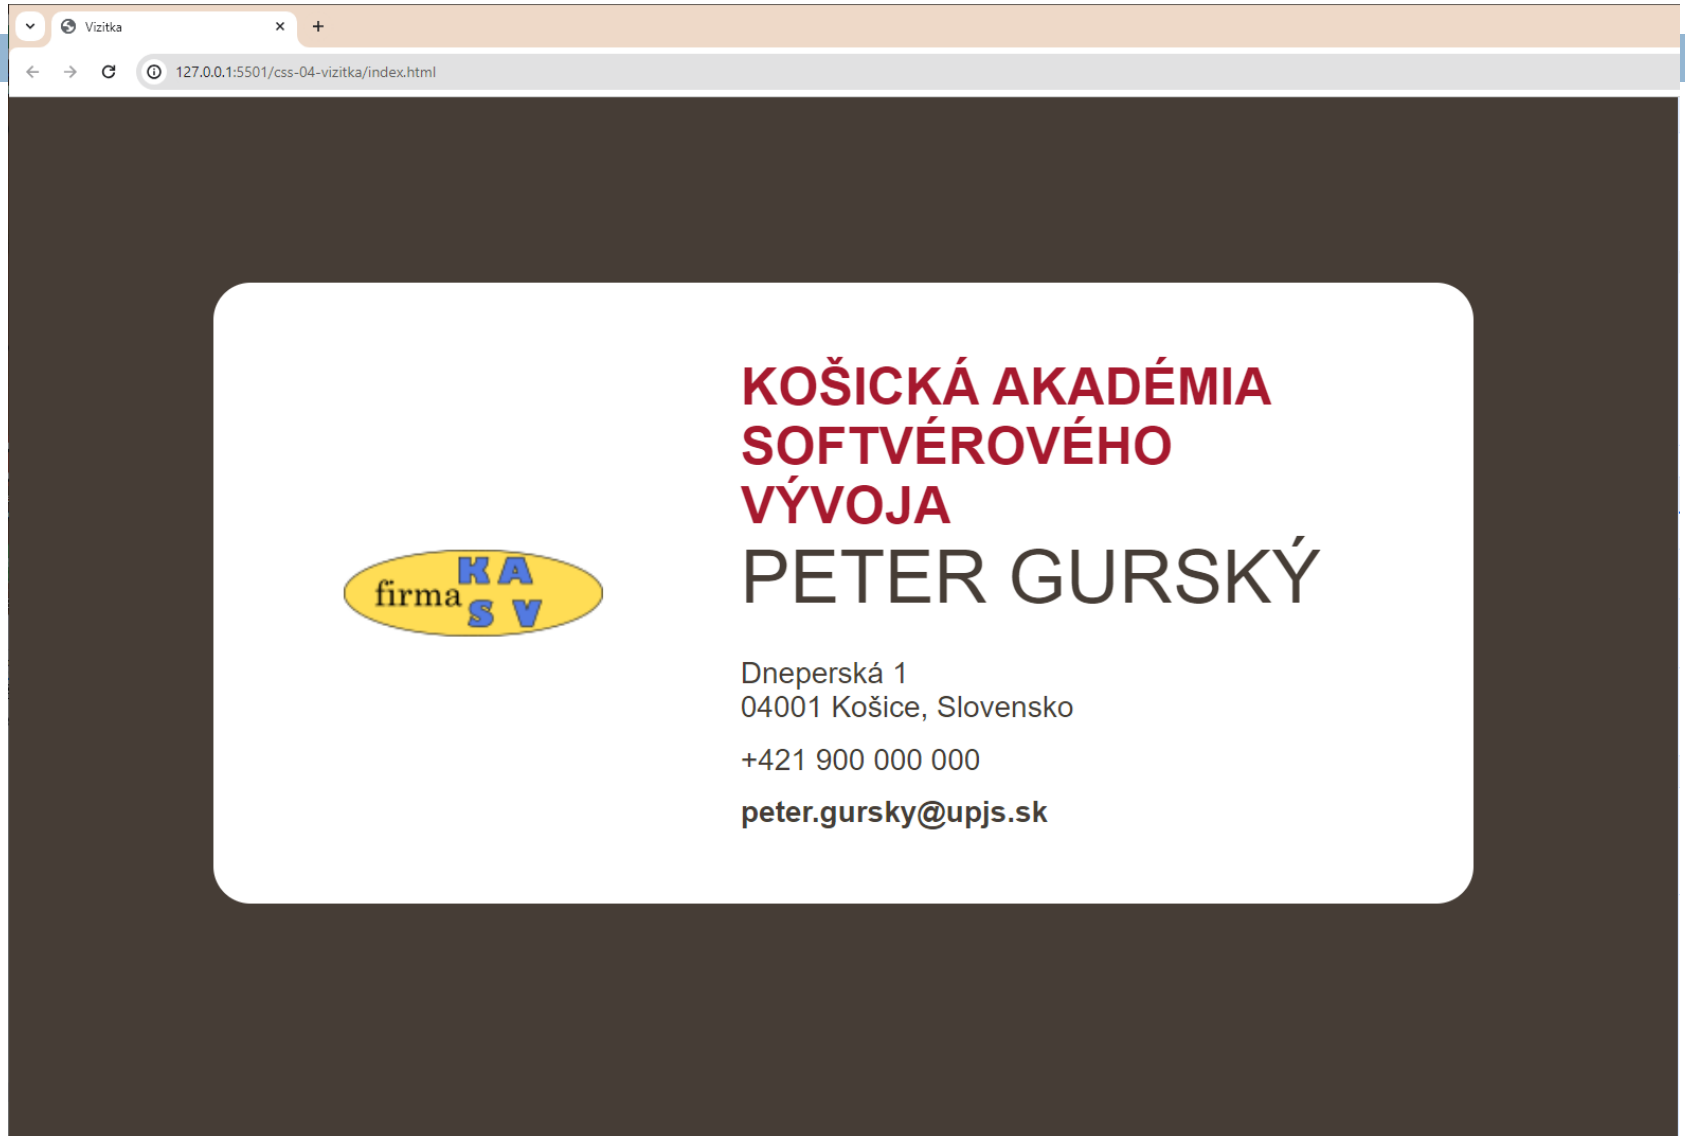 Vizitka
127.0.0.1:5501/css-04-vizitka/index.html
KOŠICKÁ AKADÉMIA
SOFTVÉROVÉHO
VÝVOJA
PETER GURSKÝ
firma KA SV
Dneperská 1
04001 Košice, Slovensko
+421 900 000 000
peter.gursky@upjs.sk